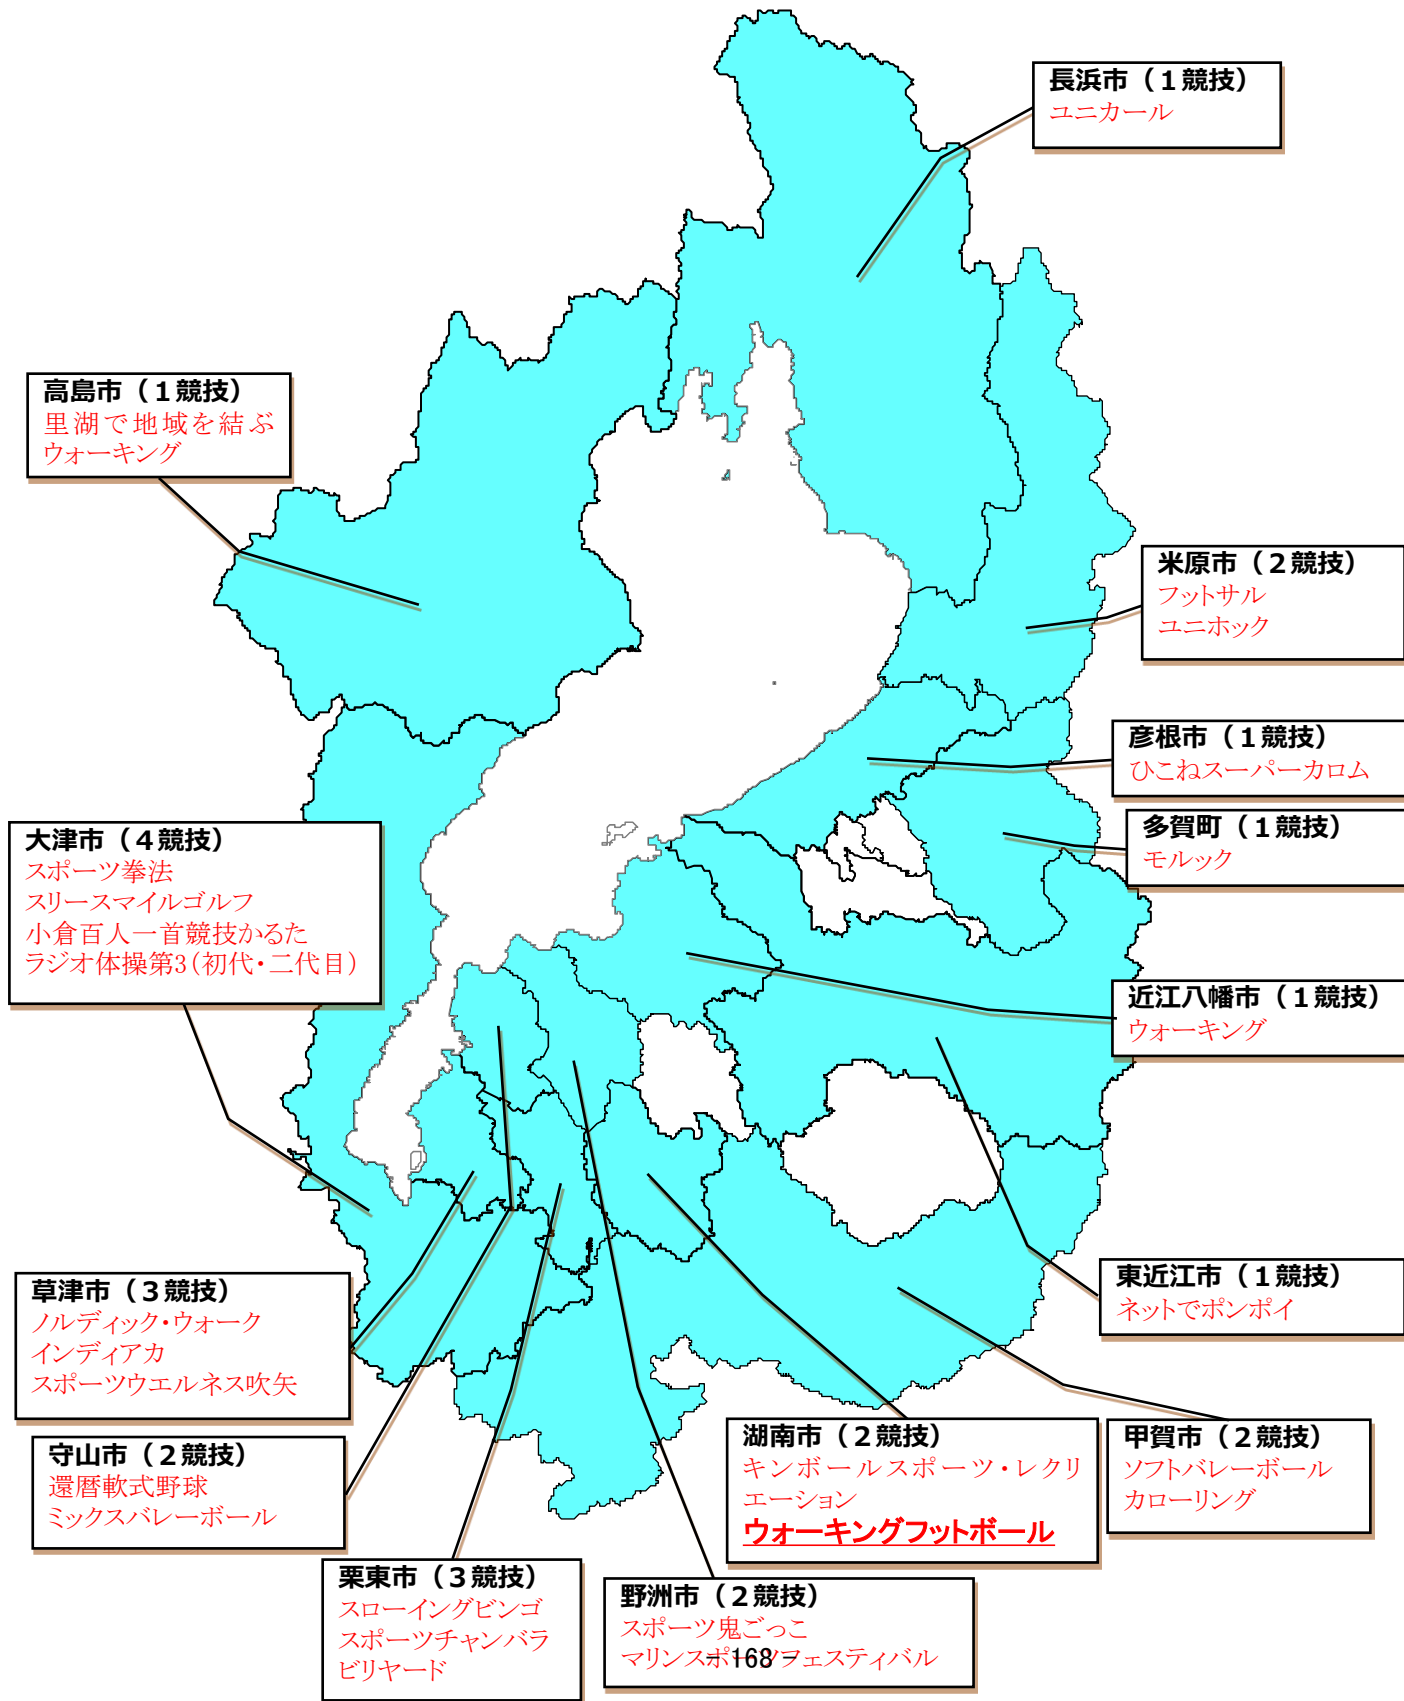 長浜市（１競技）
ユニカール
高島市（１競技）
里湖で地域を結ぶ
ウォーキング
米原市（２競技）
フットサル
ユニホック
彦根市（１競技）
ひこねスーパーカロム
多賀町（１競技）
モルック
大津市（４競技）
スポーツ拳法
スリースマイルゴルフ
小倉百人一首競技かるた
ラジオ体操第3（初代・二代目）
近江八幡市（１競技）
ウォーキング
東近江市（１競技）
ネットでポンポイ
草津市（３競技）
ノルディック・ウォーク
インディアカ
スポーツウエルネス吹矢
守山市（２競技）
還暦軟式野球
ミックスバレーボール
湖南市（２競技）
キンボールスポーツ・レクリ
エーション
ウォーキングフットボール
甲賀市（２競技）
ソフトバレーボール
カローリング
栗東市（３競技）
スローイングビンゴ
スポーツチャンバラ
ビリヤード
野洲市（２競技）
スポーツ鬼ごっこ
マリンスポーツフェスティバル
- 168 -